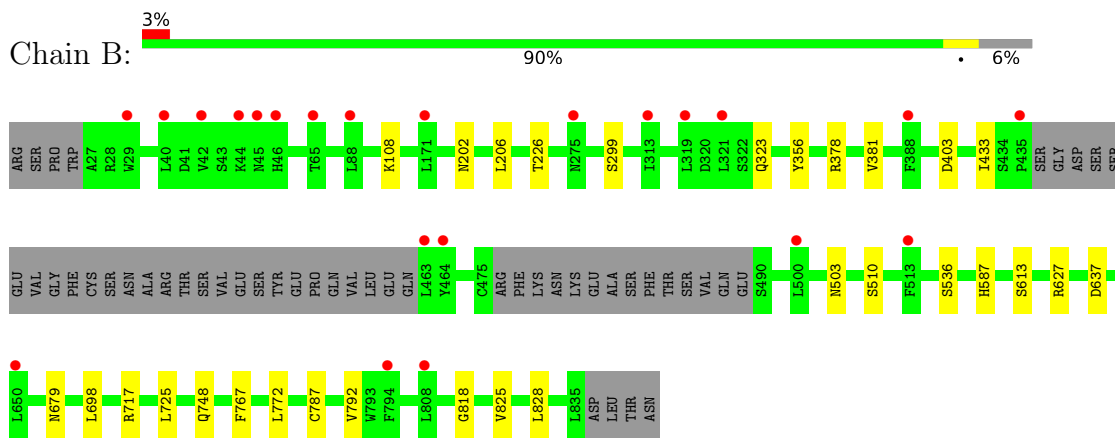 3%
Chain B:
90% • 6%
ARG SER PRO TRP A27 R28 W29 L40 D41 V42 S43 K44 N45 H46 T65 L88 K108 L171 N202 L206 T226 N275 S299 I313 L319 D320 L321 S322 Q323 Y356 R378 V381 F388 D403 I433 S434 P435 SER GLY ASP SER SER
GLU VAL GLY PHE CYS SER ASN ALA ARG THR SER VAL GLU SER TYR GLU PRO GLN VAL LEU GLU GLN L463 Y464 C475 ARG PHE LYS ASN LYS GLU ALA SER PHE THR SER VAL GLN GLU S490 L500 N503 S510 F513 S536 H587 S613 R627 D637
L650 N679 L698 R717 L725 Q748 F767 L772 C787 V792 W793 F794 L808 G818 V825 L828 L835 ASP LEU THR ASN